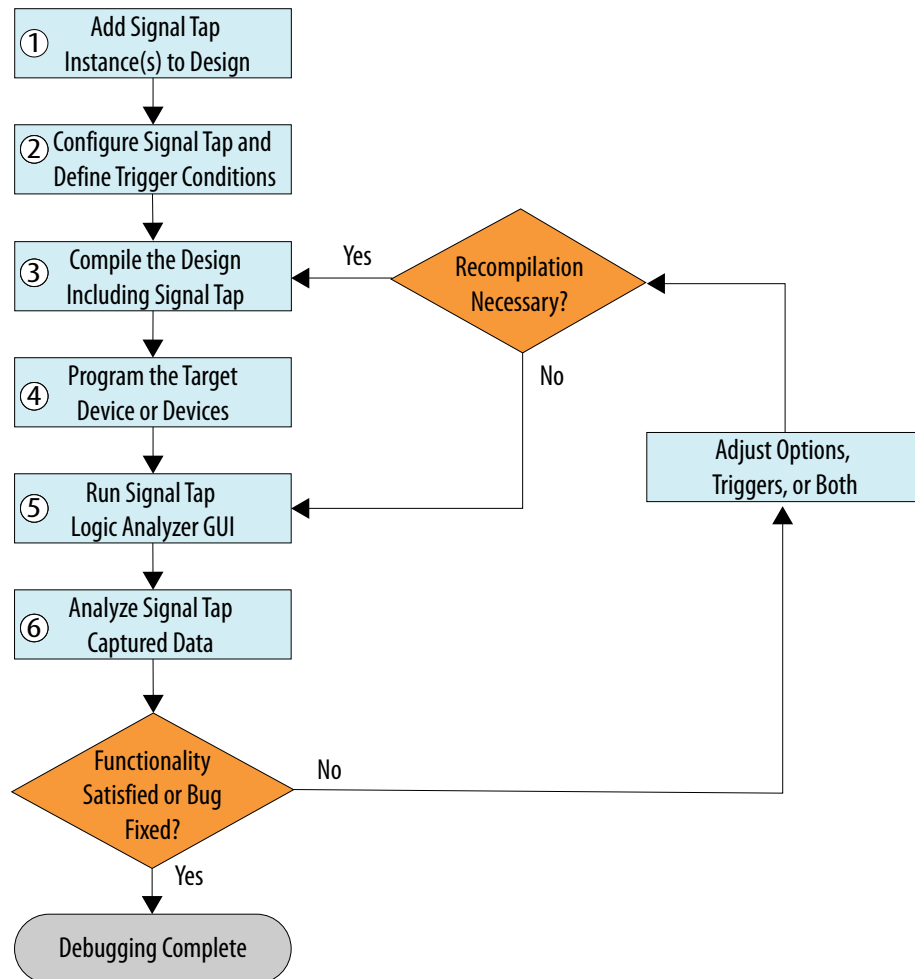 1
Add Signal Tap
Instance(s) to Design
2
Configure Signal Tap and
Define Trigger Conditions
3
Compile the Design
Including Signal Tap
Yes
Recompilation
Necessary?
No
4
Program the Target
Device or Devices
Adjust Options,
Triggers, or Both
5
Run Signal Tap
Logic Analyzer GUI
6
Analyze Signal Tap
Captured Data
Functionality
Satisfied or Bug
Fixed?
No
Yes
Debugging Complete